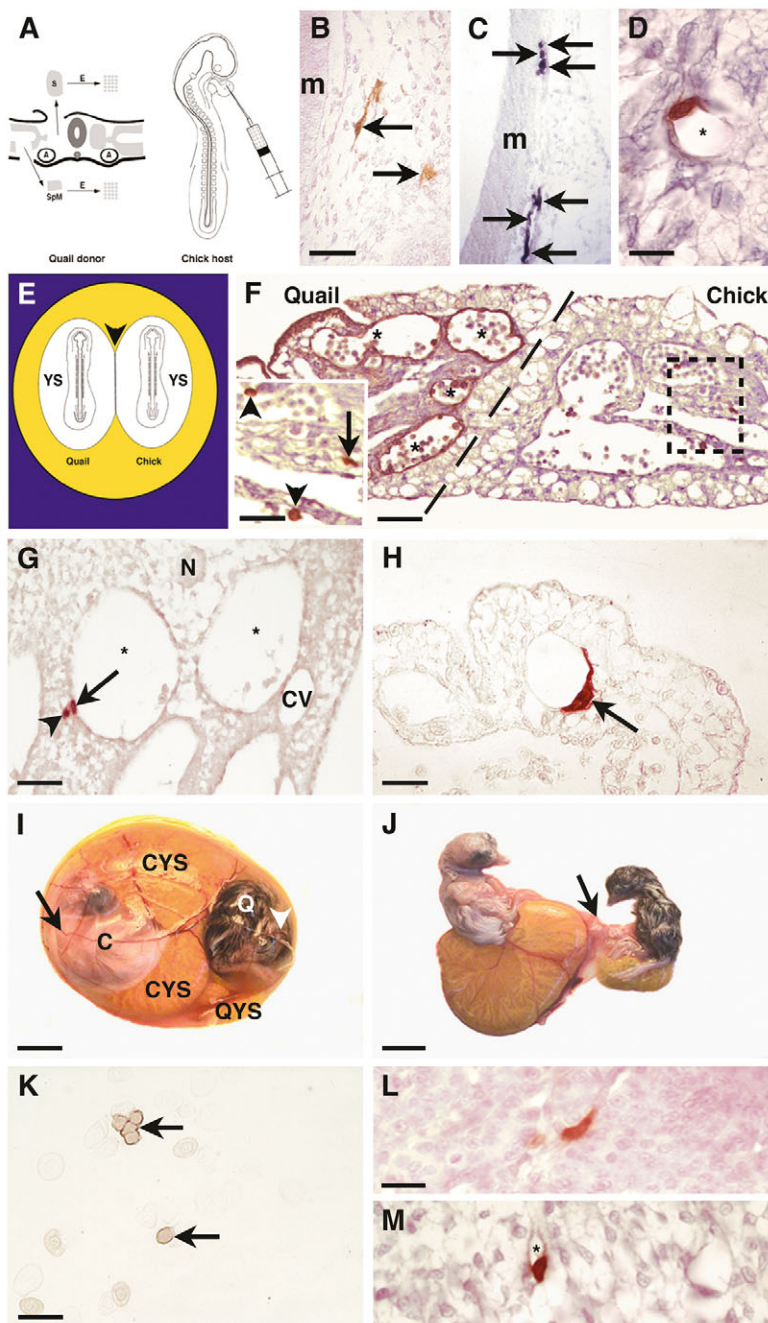 A
S
E
A
A
SpM
E
Quail donor
Chick host
B
m
C
m
D
*
E
YS
YS
Quail
Chick
F
Quail
Chick
*
*
*
*
G
N
*
*
CV
H
I
CYS
C
Q
CYS
QYS
J
K
L
M
*